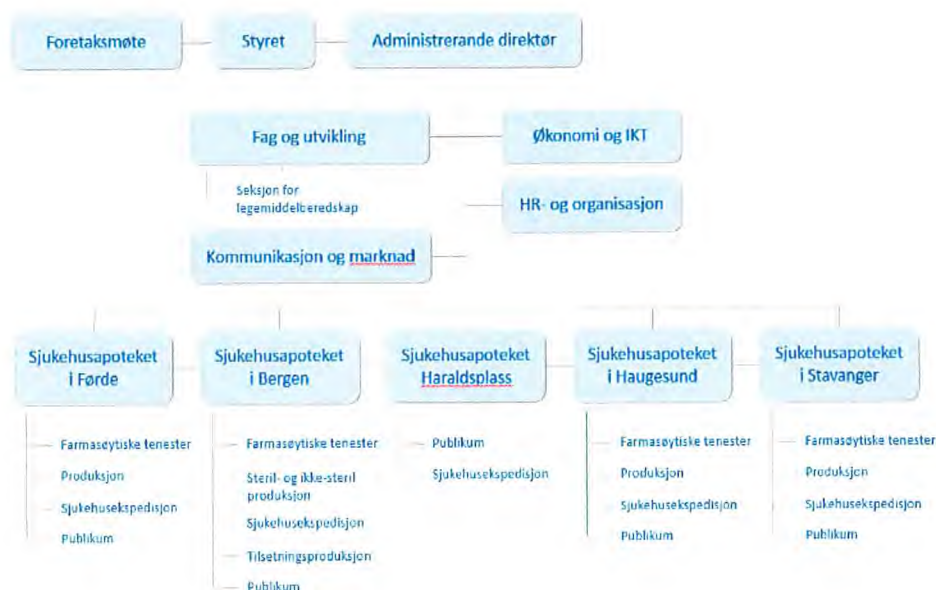 Foretaksmøte
Styret
Administrerande direktør
Fag og utvikling
Økonomi og IKT
Seksjon for
legemiddelberedskap
HR- og organisasjon
Kommunikasjon og marknad
Sjukehusapoteket
i Førde
Sjukehusapoteket
i Bergen
Sjukehusapoteket
Haraldsplass
Sjukehusapoteket
i Haugesund
Sjukehusapoteket
i Stavanger
Farmasøytiske tenester
Produksjon
Sjukehusekspedisjon
Publikum
Farmasøytiske tenester
Steril- og ikke-steril
produksjon
Sjukehusekspedisjon
Tilsetningsproduksjon
Publikum
Publikum
Sjukehusekspedisjon
Farmasøytiske tenester
Produksjon
Sjukehusekspedisjon
Publikum
Farmasøytiske tenester
Produksjon
Sjukehusekspedisjon
Publikum